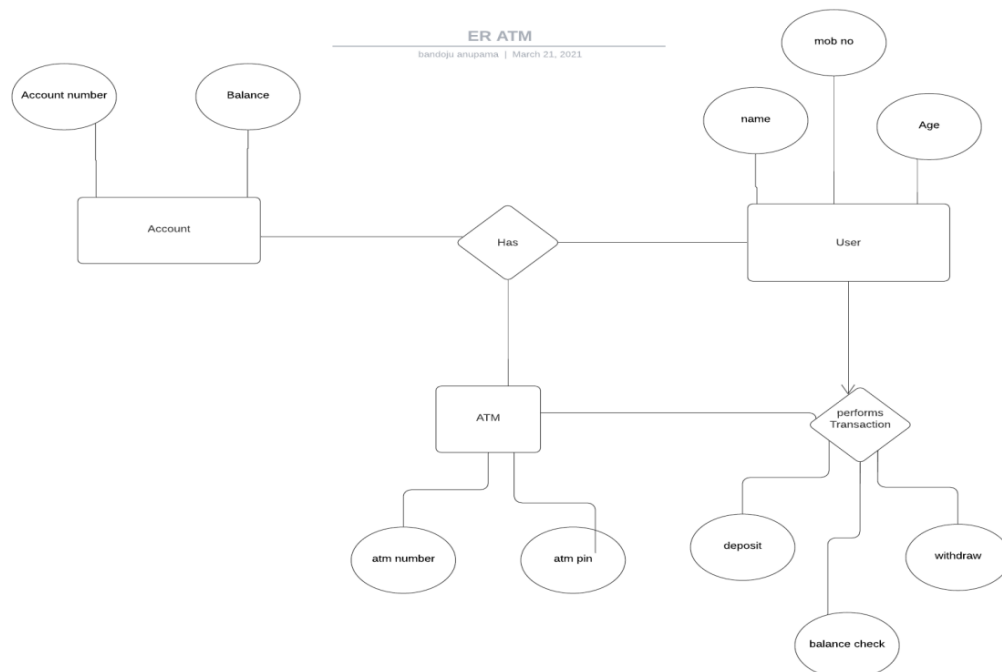 ER ATM
bandoju anupama | March 21, 2021
mob no
Account number
Balance
name
Age
Account
Has
User
ATM
performs
Transaction
atm number
atm pin
deposit
withdraw
balance check